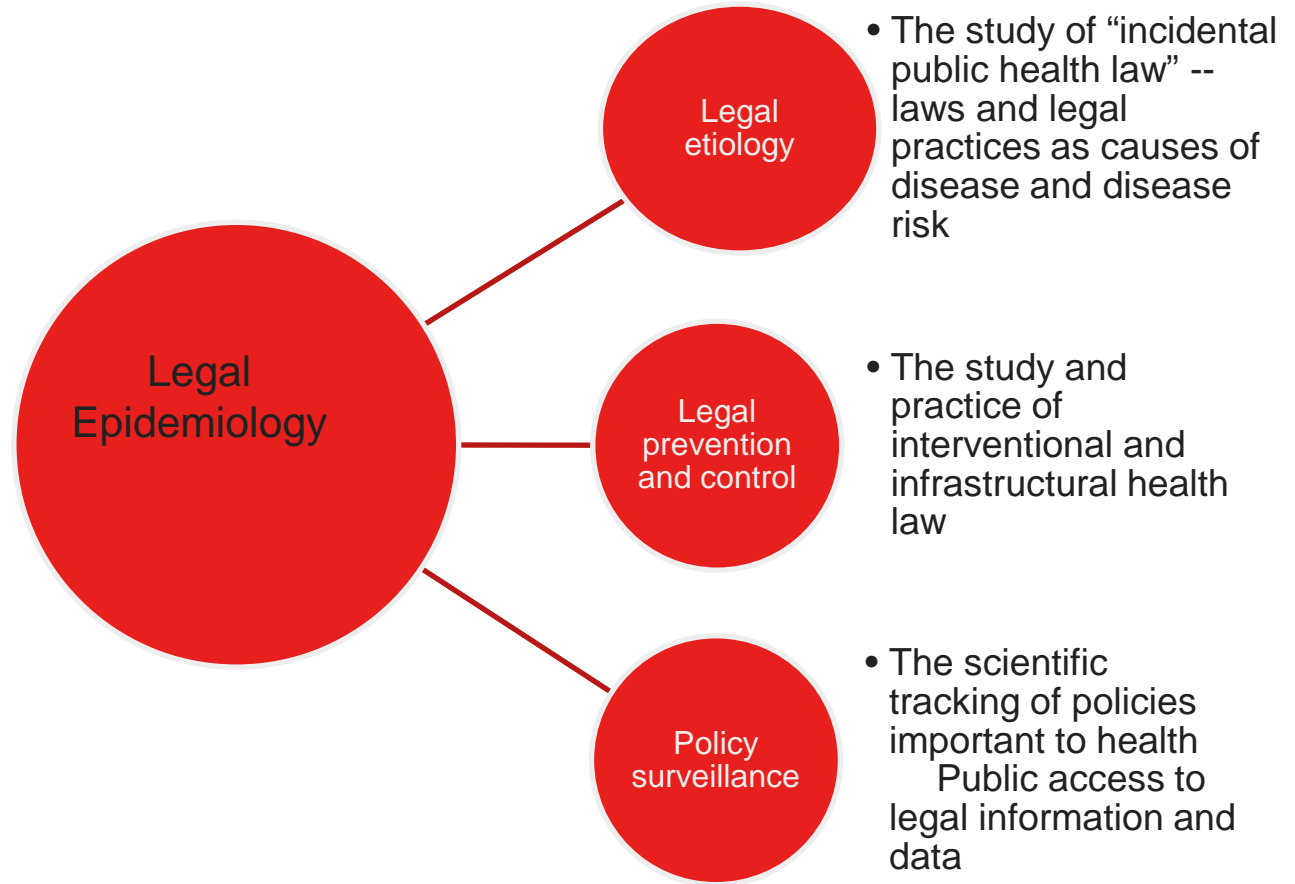 Legal
Epidemiology
Legal
etiology
• The study of “incidental
public health law” --
laws and legal
practices as causes of
disease and disease
risk
Legal
prevention
and control
• The study and
practice of
interventional and
infrastructural health
law
Policy
surveillance
• The scientific
tracking of policies
important to health
Public access to
legal information and
data